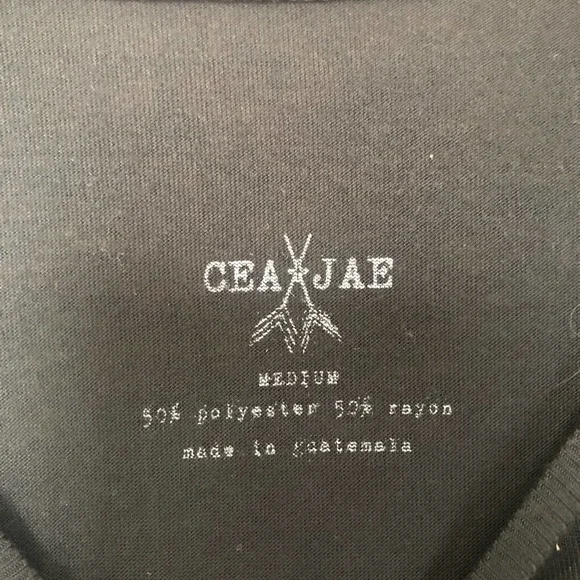 CEA JAE
MEDIUM
50% polyester 50% rayon
made in guatemala